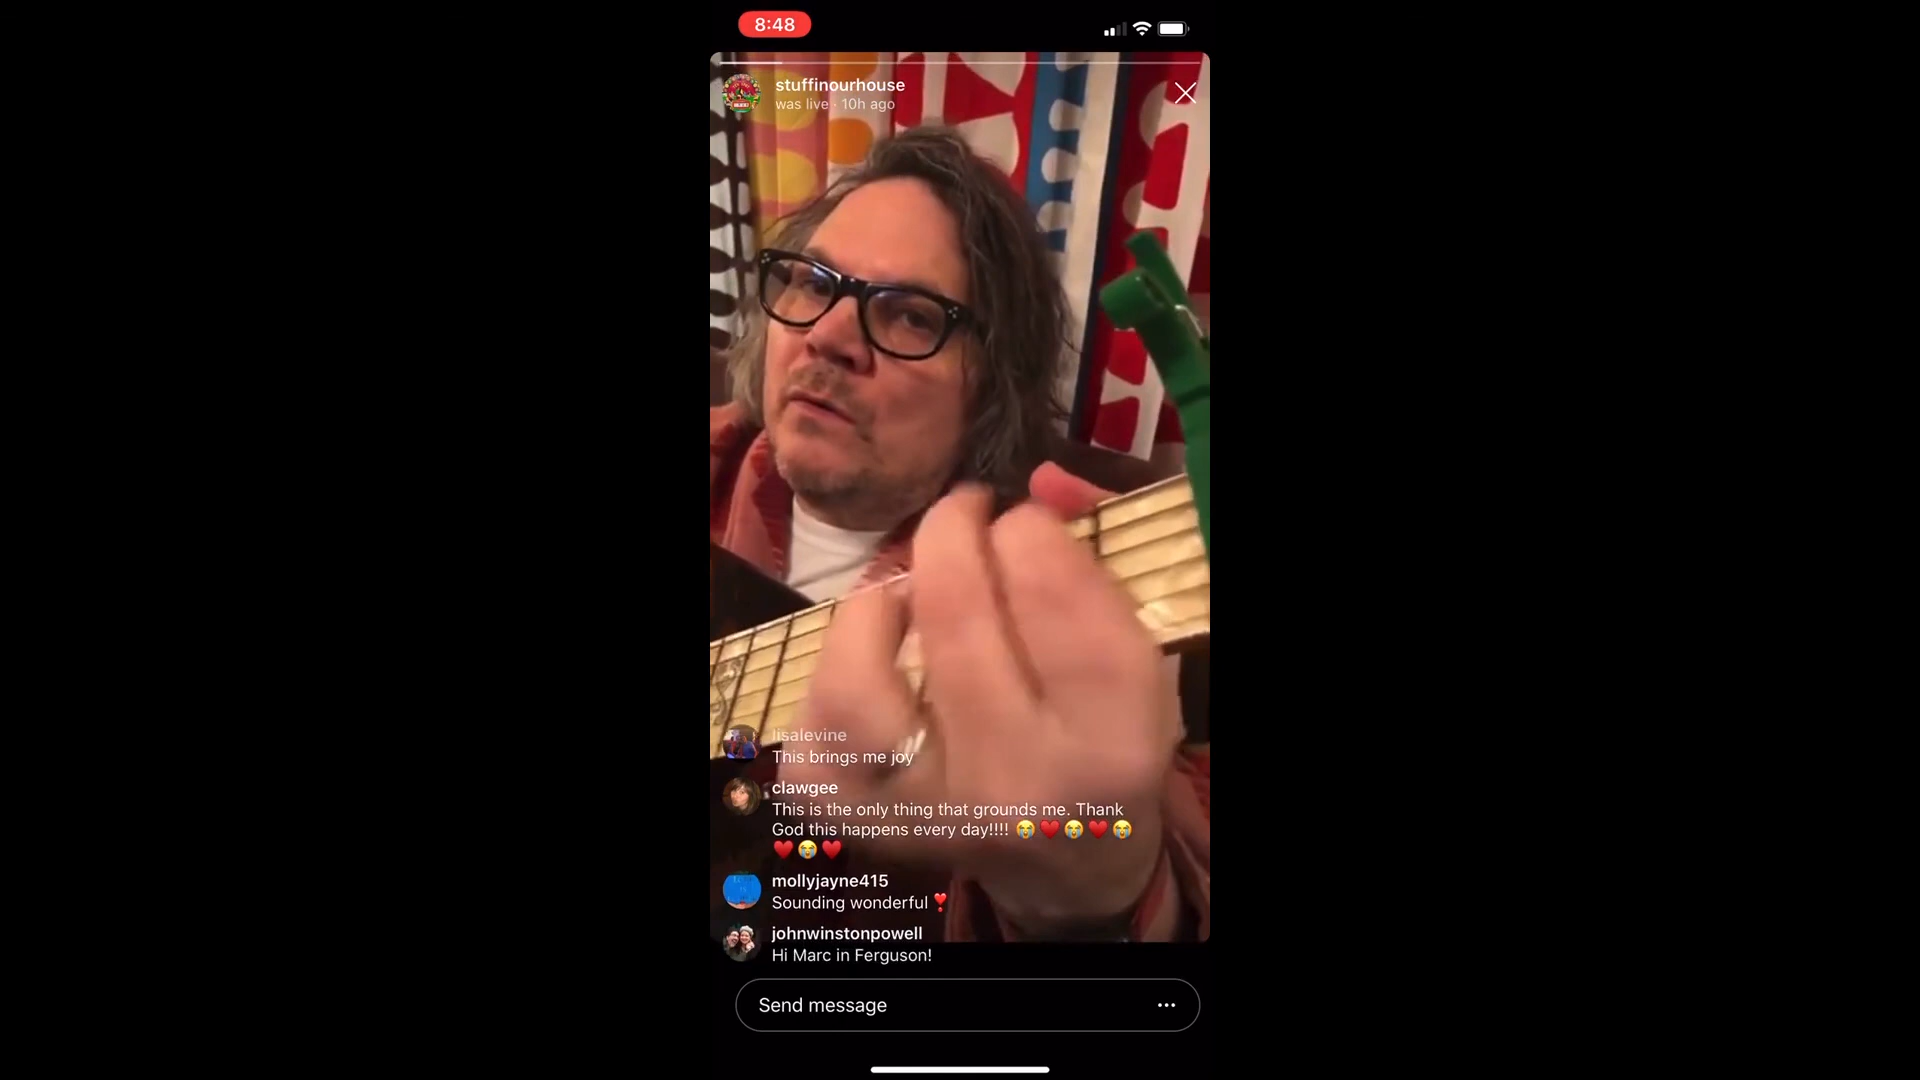 8:48
stuffinourhouse
was live · 10h ago
lisalevine
This brings me joy
clawgee
This is the only thing that grounds me. Thank
God this happens every day!!!! 😭❤️😭❤️😭
❤️😭❤️
mollyjayne415
Sounding wonderful❣️
johnwinstonpowell
Hi Marc in Ferguson!
Send message